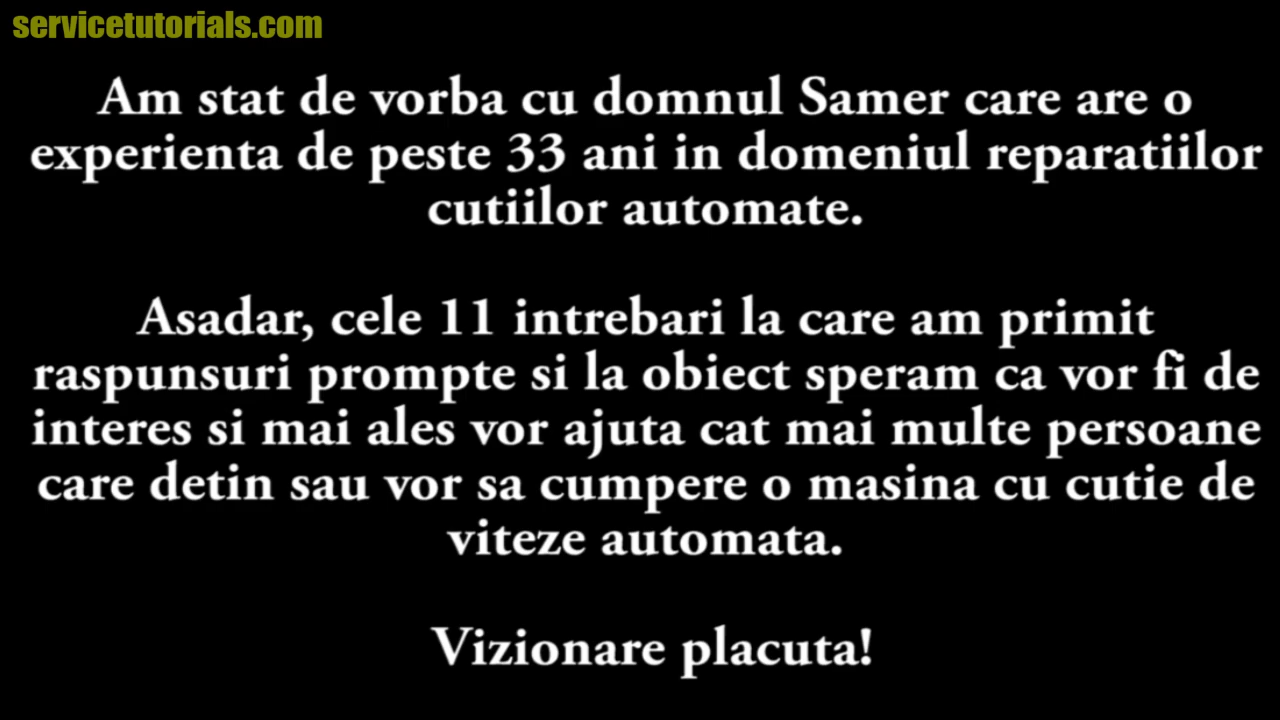 servicetutorials.com
Am stat de vorba cu domnul Samer care are o
experienta de peste 33 ani in domeniul reparatiilor
cutiilor automate.
Asadar, cele 11 intrebari la care am primit
raspunsuri prompte si la obiect speram ca vor fi de
interes si mai ales vor ajuta cat mai multe persoane
care detin sau vor sa cumpere o masina cu cutie de
viteze automata.
Vizionare placuta!